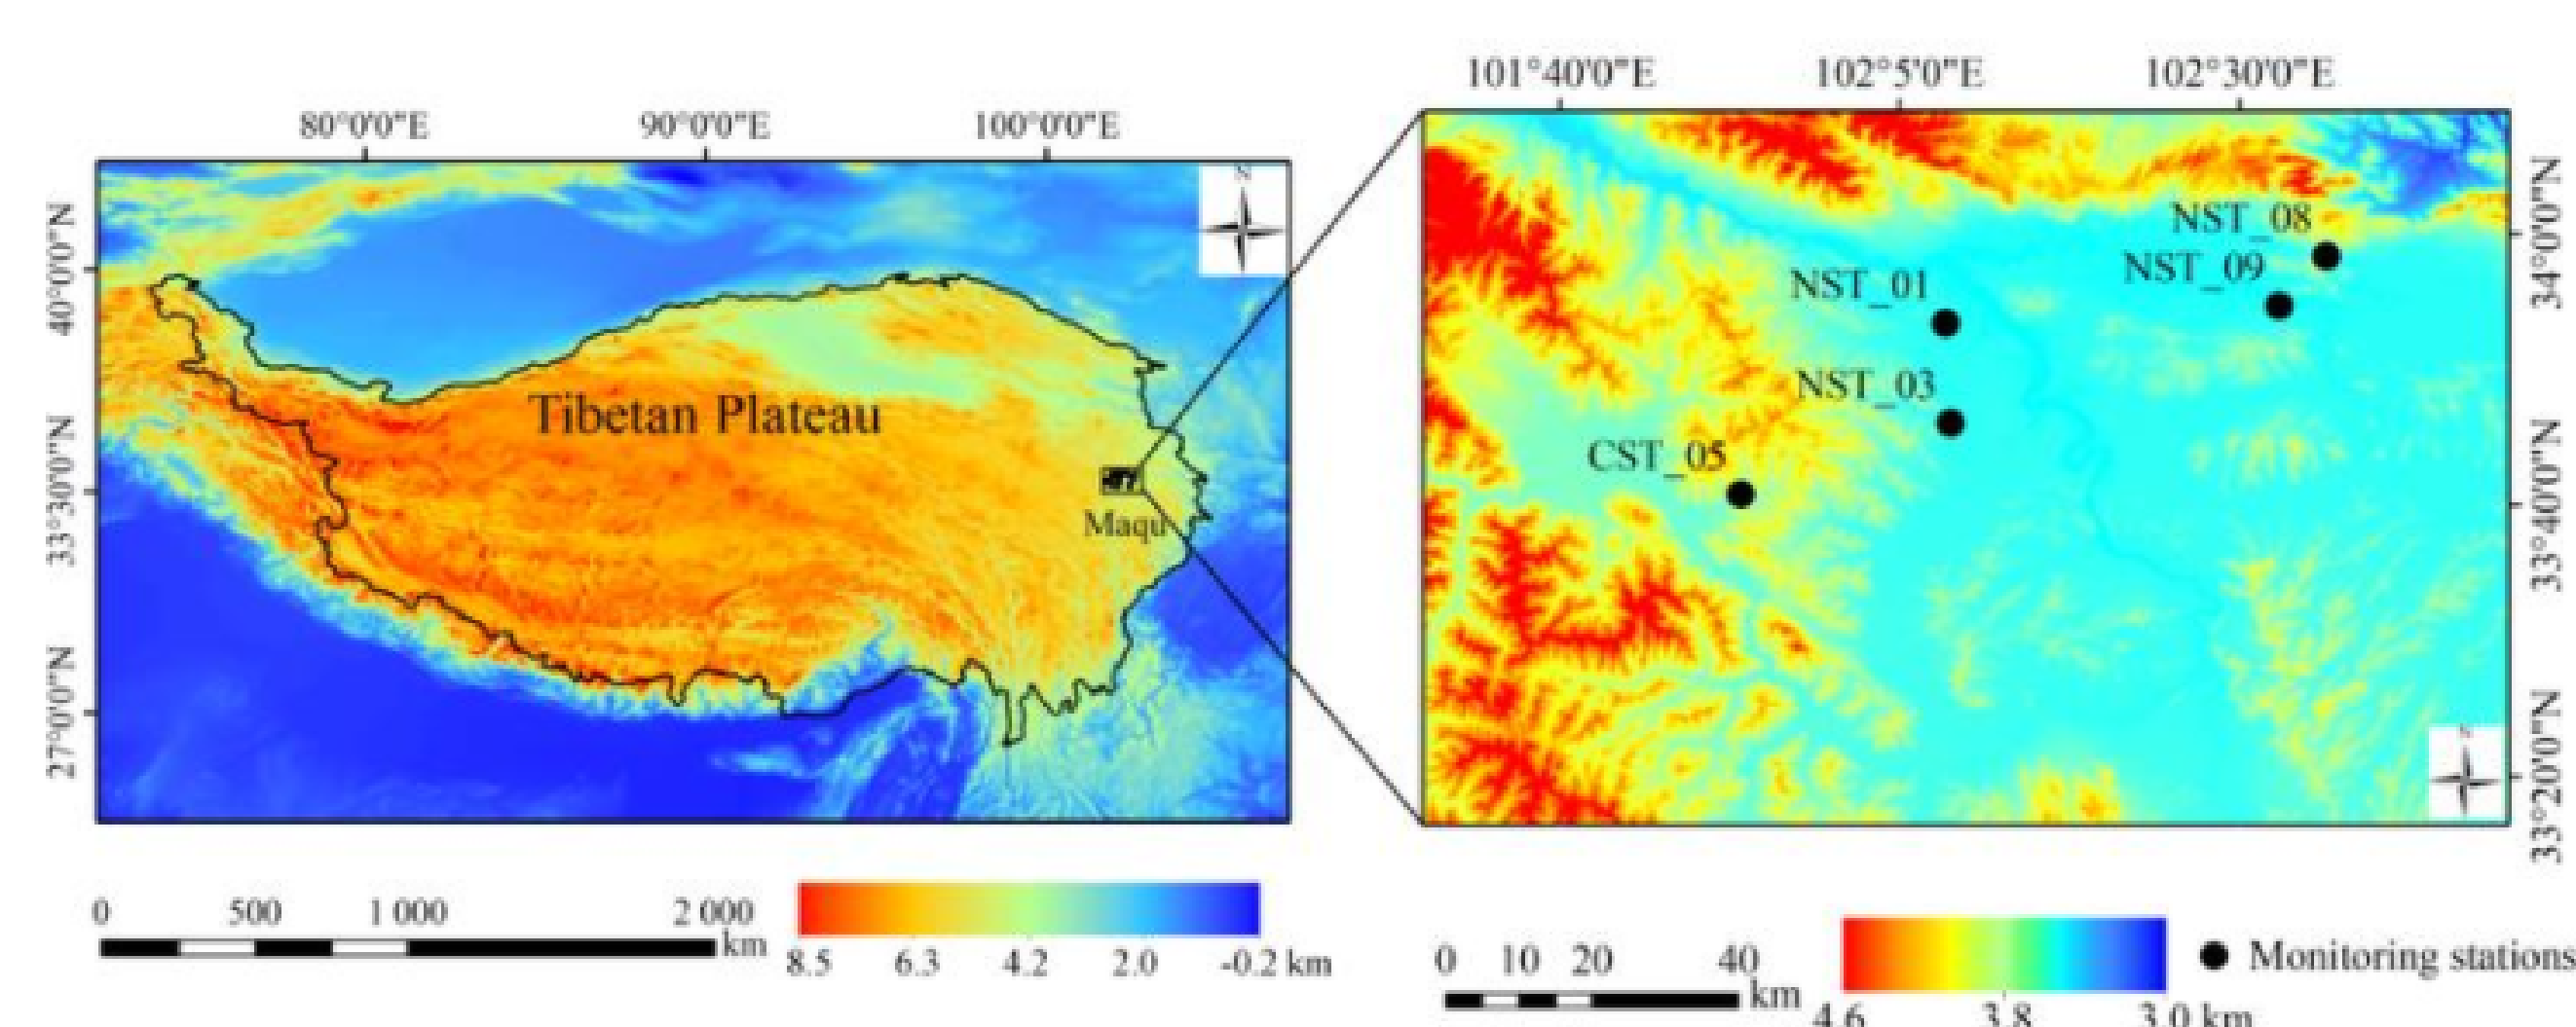 80°0'0"E 90°0'0"E 100°0'0"E
40°0'0"N
33°30'0"N
27°0'0"N
N
Tibetan Plateau
Maqu
0 500 1 000 2 000
km
8.5 6.3 4.2 2.0 -0.2 km
101°40'0"E 102°5'0"E 102°30'0"E
34°0'0"N
33°40'0"N
33°20'0"N
NST_08
NST_09
NST_01
NST_03
CST_05
N
0 10 20 40
km
4.6 3.8 3.0 km
Monitoring stations